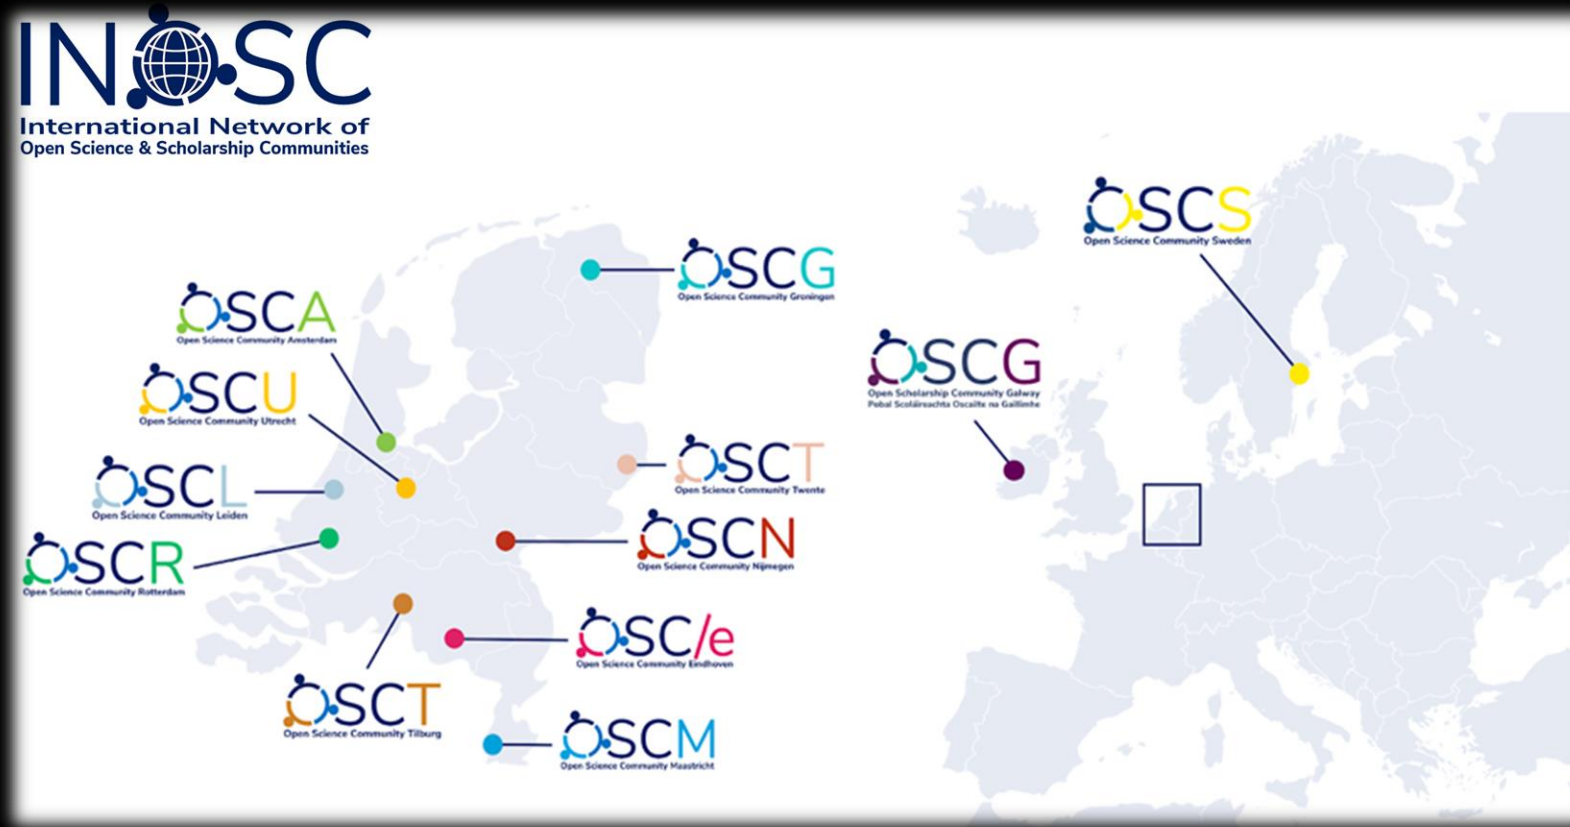 INOSC
International Network of
Open Science & Scholarship Communities
OSCS
Open Science Community Sweden
OSCG
Open Science Community Groningen
OSCA
Open Science Community Amsterdam
OSCG
Open Scholarship Community Galway
Pobal Scoláireachta Oscailte na Gaillimhe
OSCU
Open Science Community Utrecht
OSCT
Open Science Community Twente
OSCL
Open Science Community Leiden
OSCN
Open Science Community Nijmegen
OSCR
Open Science Community Rotterdam
OSC/e
Open Science Community Eindhoven
OSCT
Open Science Community Tilburg
OSCM
Open Science Community Maastricht